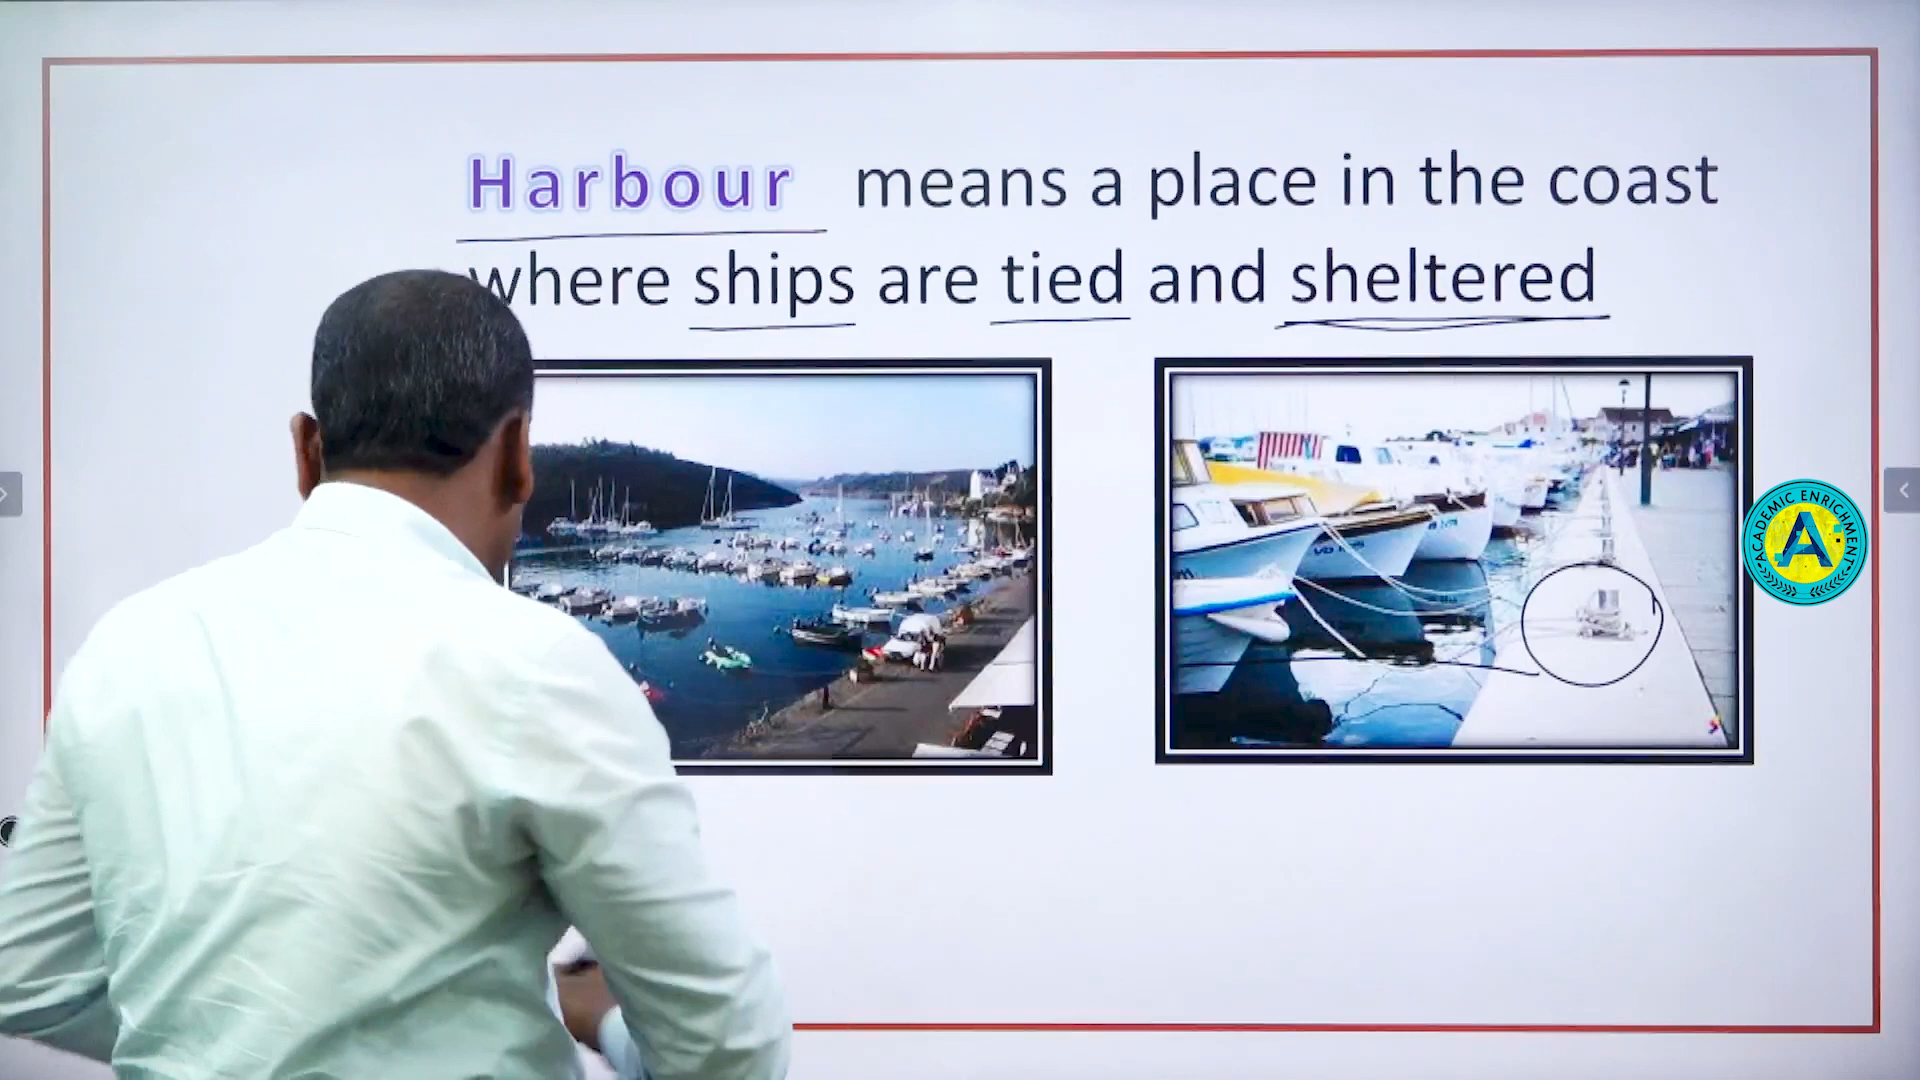 Harbour means a place in the coast
where ships are tied and sheltered
ACADEMIC ENRICHMENT
A